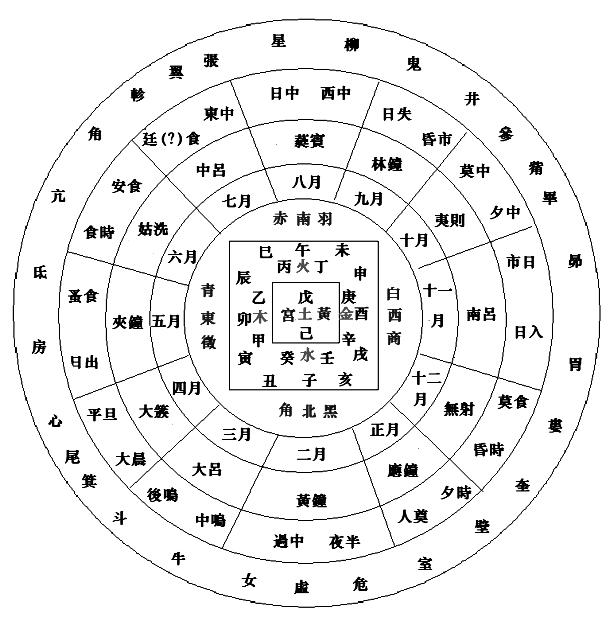 星
柳
鬼
井
參
觜
畢
昴
胃
婁
奎
壁
室
危
虛
女
牛
斗
箕
尾
心
房
氐
亢
角
軫
翼
張
日中 西中
日失
昏市
莫中
夕中
市日
日入
莫食
昏時
夕時
人奠
過中 夜半
中鳴
後鳴
大晨
平旦
日出
蚤食
食時
安食
廷(?)食
東中
蕤賓
林鐘
夷則
南呂
無射
應鐘
黃鐘
大呂
大簇
夾鐘
姑洗
中呂
八月
九月
十月
十一月
十二月
正月
二月
三月
四月
五月
六月
七月
赤南羽
白西商
角北黑
青東徵
巳 午 未
丙 火 丁
辰 申
乙 戊 庚
卯 木 宮 土 黃 金 酉
甲 己 辛
寅 癸 水 壬 戌
丑 子 亥